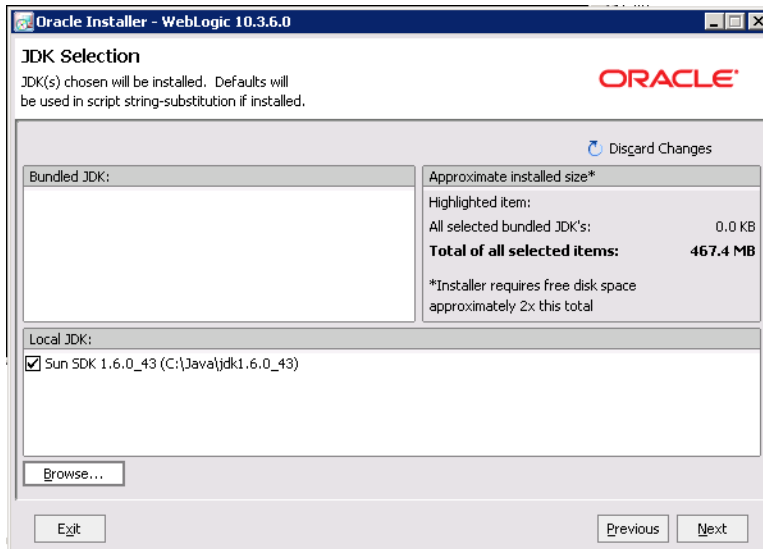 Oracle Installer - WebLogic 10.3.6.0
JDK Selection
JDK(s) chosen will be installed. Defaults will
be used in script string-substitution if installed.
ORACLE
Discard Changes
Bundled JDK:
Approximate installed size*
Highlighted item:
All selected bundled JDK's: 0.0 KB
Total of all selected items: 467.4 MB
*Installer requires free disk space
approximately 2x this total
Local JDK:
Sun SDK 1.6.0_43 (C:\Java\jdk1.6.0_43)
Browse...
Exit Previous Next